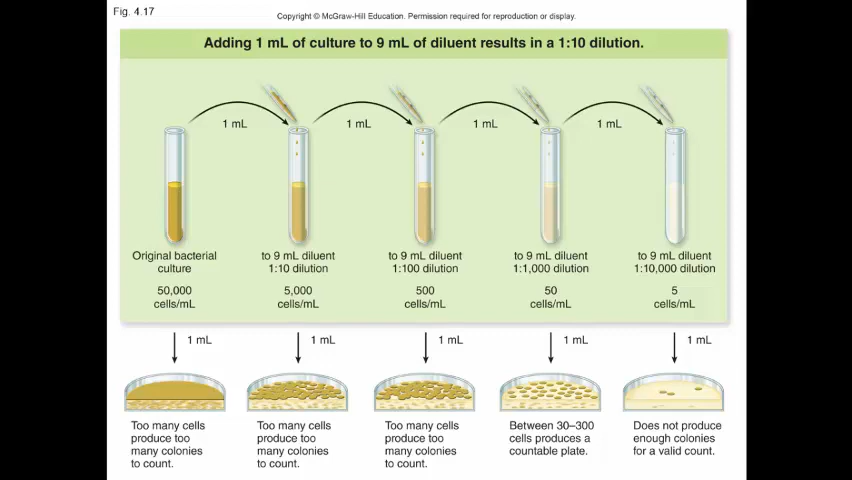 Fig. 4.17
Copyright © McGraw-Hill Education. Permission required for reproduction or display.
Adding 1 mL of culture to 9 mL of diluent results in a 1:10 dilution.
1 mL
1 mL
1 mL
1 mL
Original bacterial
culture
50,000
cells/mL
to 9 mL diluent
1:10 dilution
5,000
cells/mL
to 9 mL diluent
1:100 dilution
500
cells/mL
to 9 mL diluent
1:1,000 dilution
50
cells/mL
to 9 mL diluent
1:10,000 dilution
5
cells/mL
1 mL
1 mL
1 mL
1 mL
1 mL
Too many cells
produce too
many colonies
to count.
Too many cells
produce too
many colonies
to count.
Too many cells
produce too
many colonies
to count.
Between 30–300
cells produces a
countable plate.
Does not produce
enough colonies
for a valid count.